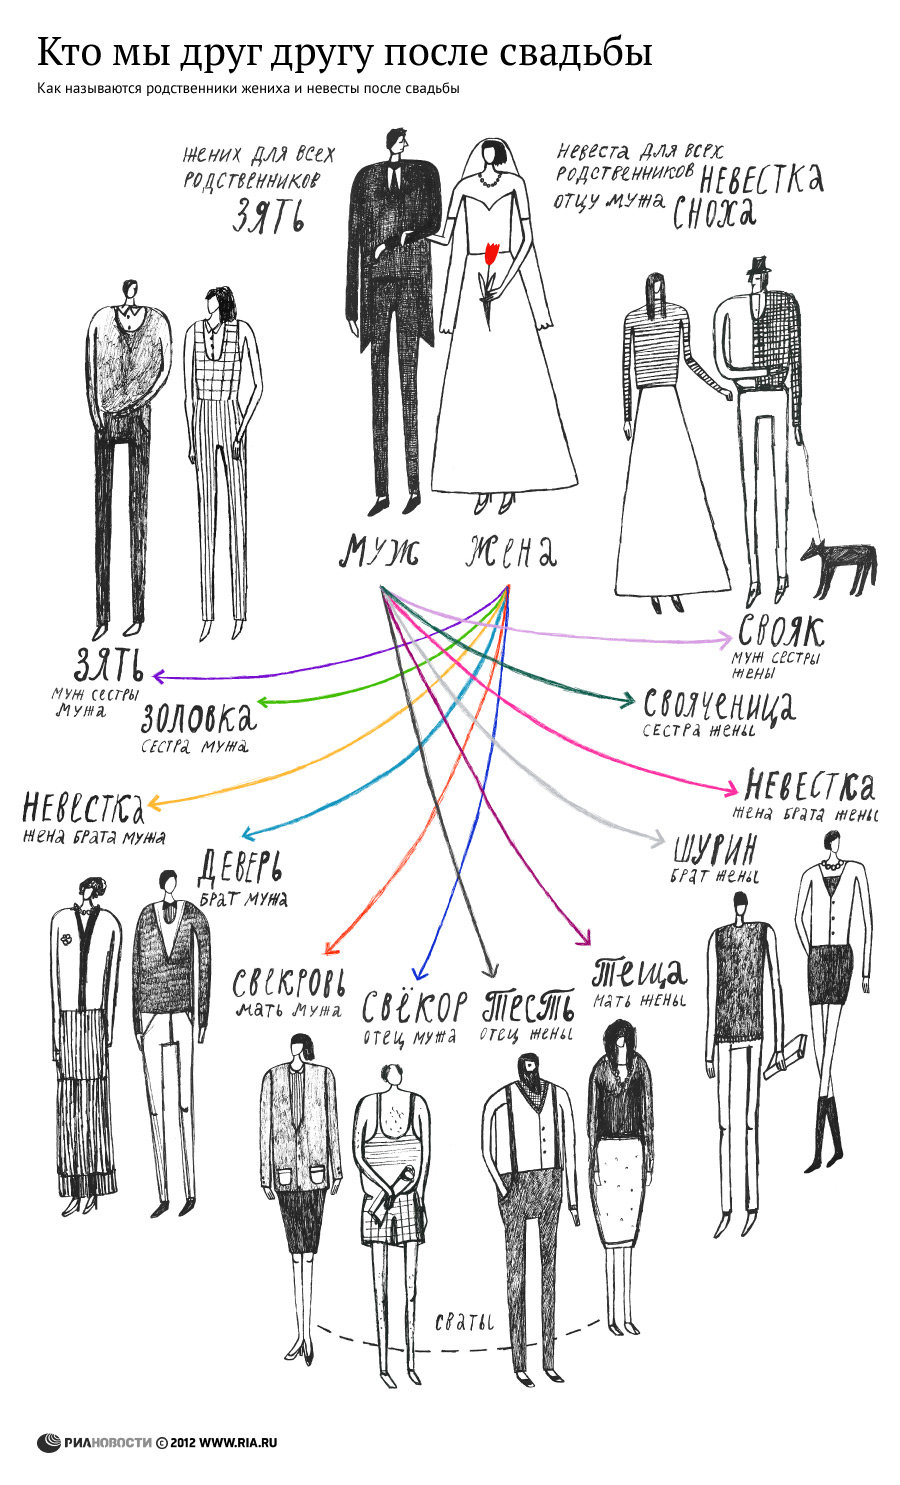 Кто мы друг другу после свадьбы
Как называются родственники жениха и невесты после свадьбы
жених для всех
родственников
ЗЯТЬ
невеста для всех
родственников НЕВЕСТКА
отцу мужа СНОХА
Муж Жена
ЗЯТЬ
муж сестры
мужа
ЗОЛОВКА
сестра мужа
НЕВЕСТКА
жена брата мужа
ДЕВЕРЬ
брат мужа
СВЕКРОВЬ
мать мужа
СВЁКОР
отец мужа
ТЕСТЬ
отец жены
Теща
мать жены
СВОЯК
муж сестры
жены
СВОЯЧЕНИЦА
сестра жены
НЕВЕСТКА
жена брата жены
ШУРИН
брат жены
сваты
РИАНОВОСТИ © 2012 WWW.RIA.RU